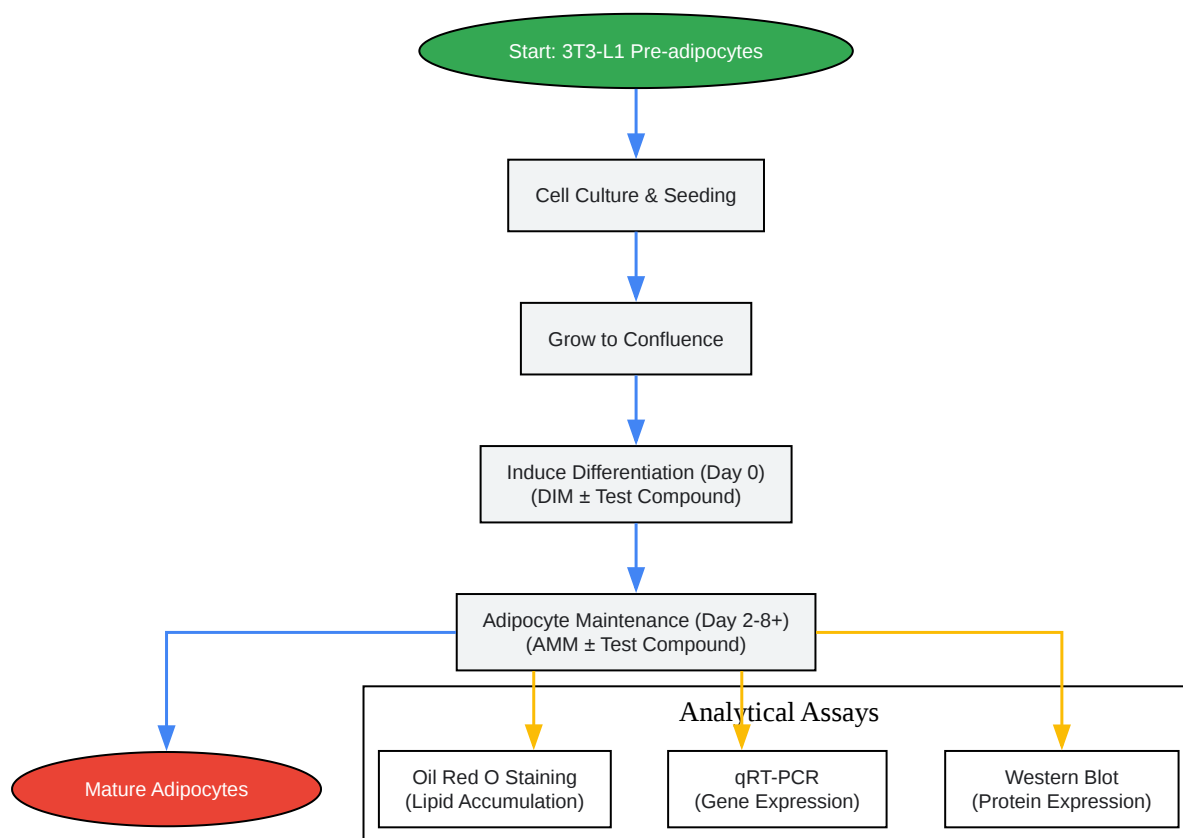 Start: 3T3-L1 Pre-adipocytes
Cell Culture & Seeding
Grow to Confluence
Induce Differentiation (Day 0)
(DIM ± Test Compound)
Adipocyte Maintenance (Day 2-8+)
(AMM ± Test Compound)
Analytical Assays
Mature Adipocytes
Oil Red O Staining
(Lipid Accumulation)
qRT-PCR
(Gene Expression)
Western Blot
(Protein Expression)